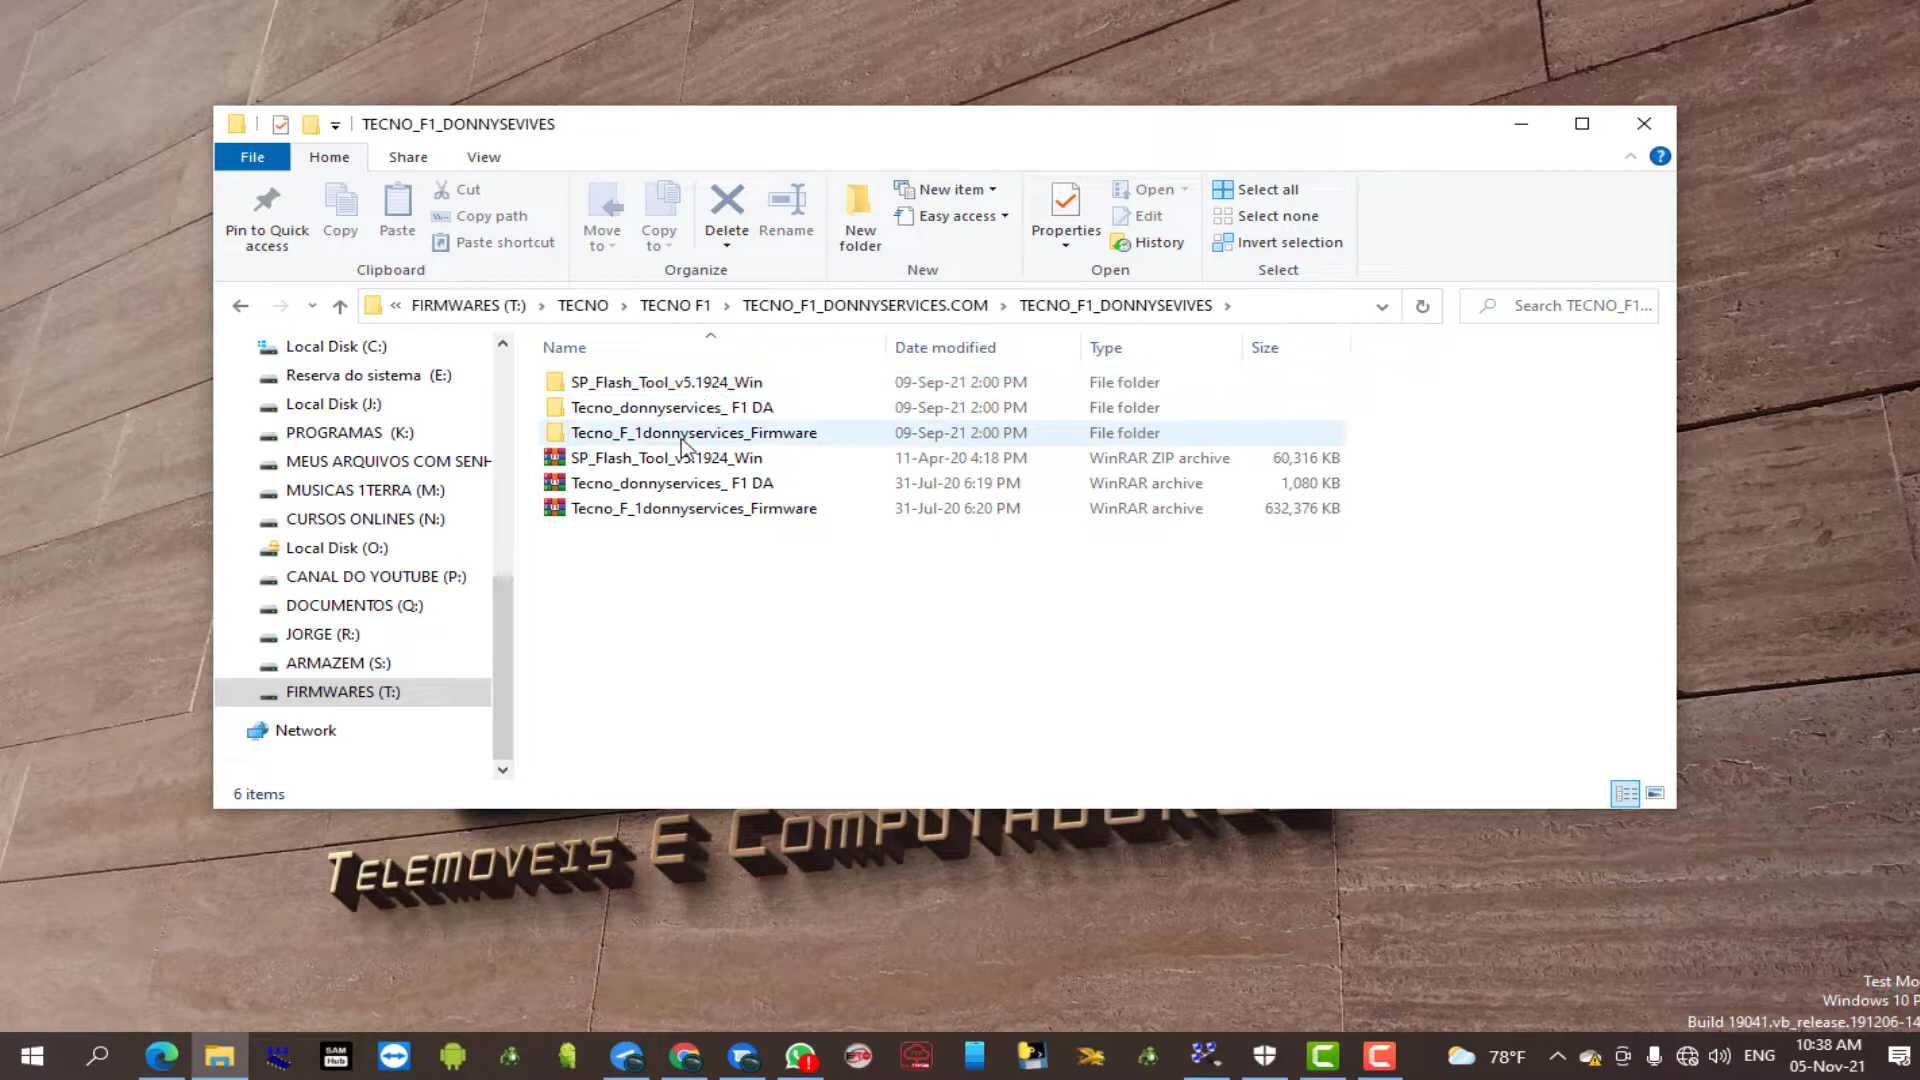 TECNO_F1_DONNYSEVIVES
File Home Share View
Pin to Quick access
Copy
Paste
Cut
Copy path
Paste shortcut
Clipboard
Move to
Copy to
Delete
Rename
Organize
New folder
New item
Easy access
New
Properties
Open
Edit
History
Open
Select all
Select none
Invert selection
Select
« FIRMWARES (T:) › TECNO › TECNO F1 › TECNO_F1_DONNYSERVICES.COM › TECNO_F1_DONNYSEVIVES ›
Search TECNO_F1...
Local Disk (C:)
Reserva do sistema (E:)
Local Disk (J:)
PROGRAMAS (K:)
MEUS ARQUIVOS COM SENH
MUSICAS 1TERRA (M:)
CURSOS ONLINES (N:)
Local Disk (O:)
CANAL DO YOUTUBE (P:)
DOCUMENTOS (Q:)
JORGE (R:)
ARMAZEM (S:)
FIRMWARES (T:)
Network
Name Date modified Type Size
SP_Flash_Tool_v5.1924_Win 09-Sep-21 2:00 PM File folder
Tecno_donnyservices_ F1 DA 09-Sep-21 2:00 PM File folder
Tecno_F_1donnyservices_Firmware 09-Sep-21 2:00 PM File folder
SP_Flash_Tool_v5.1924_Win 11-Apr-20 4:18 PM WinRAR ZIP archive 60,316 KB
Tecno_donnyservices_ F1 DA 31-Jul-20 6:19 PM WinRAR archive 1,080 KB
Tecno_F_1donnyservices_Firmware 31-Jul-20 6:20 PM WinRAR archive 632,376 KB
6 items
TELEMOVEIS E COMPUTADORES
Test Mo
Windows 10 P
Build 19041.vb_release.191206-14
SAM Hub
78°F
ENG
10:38 AM
05-Nov-21